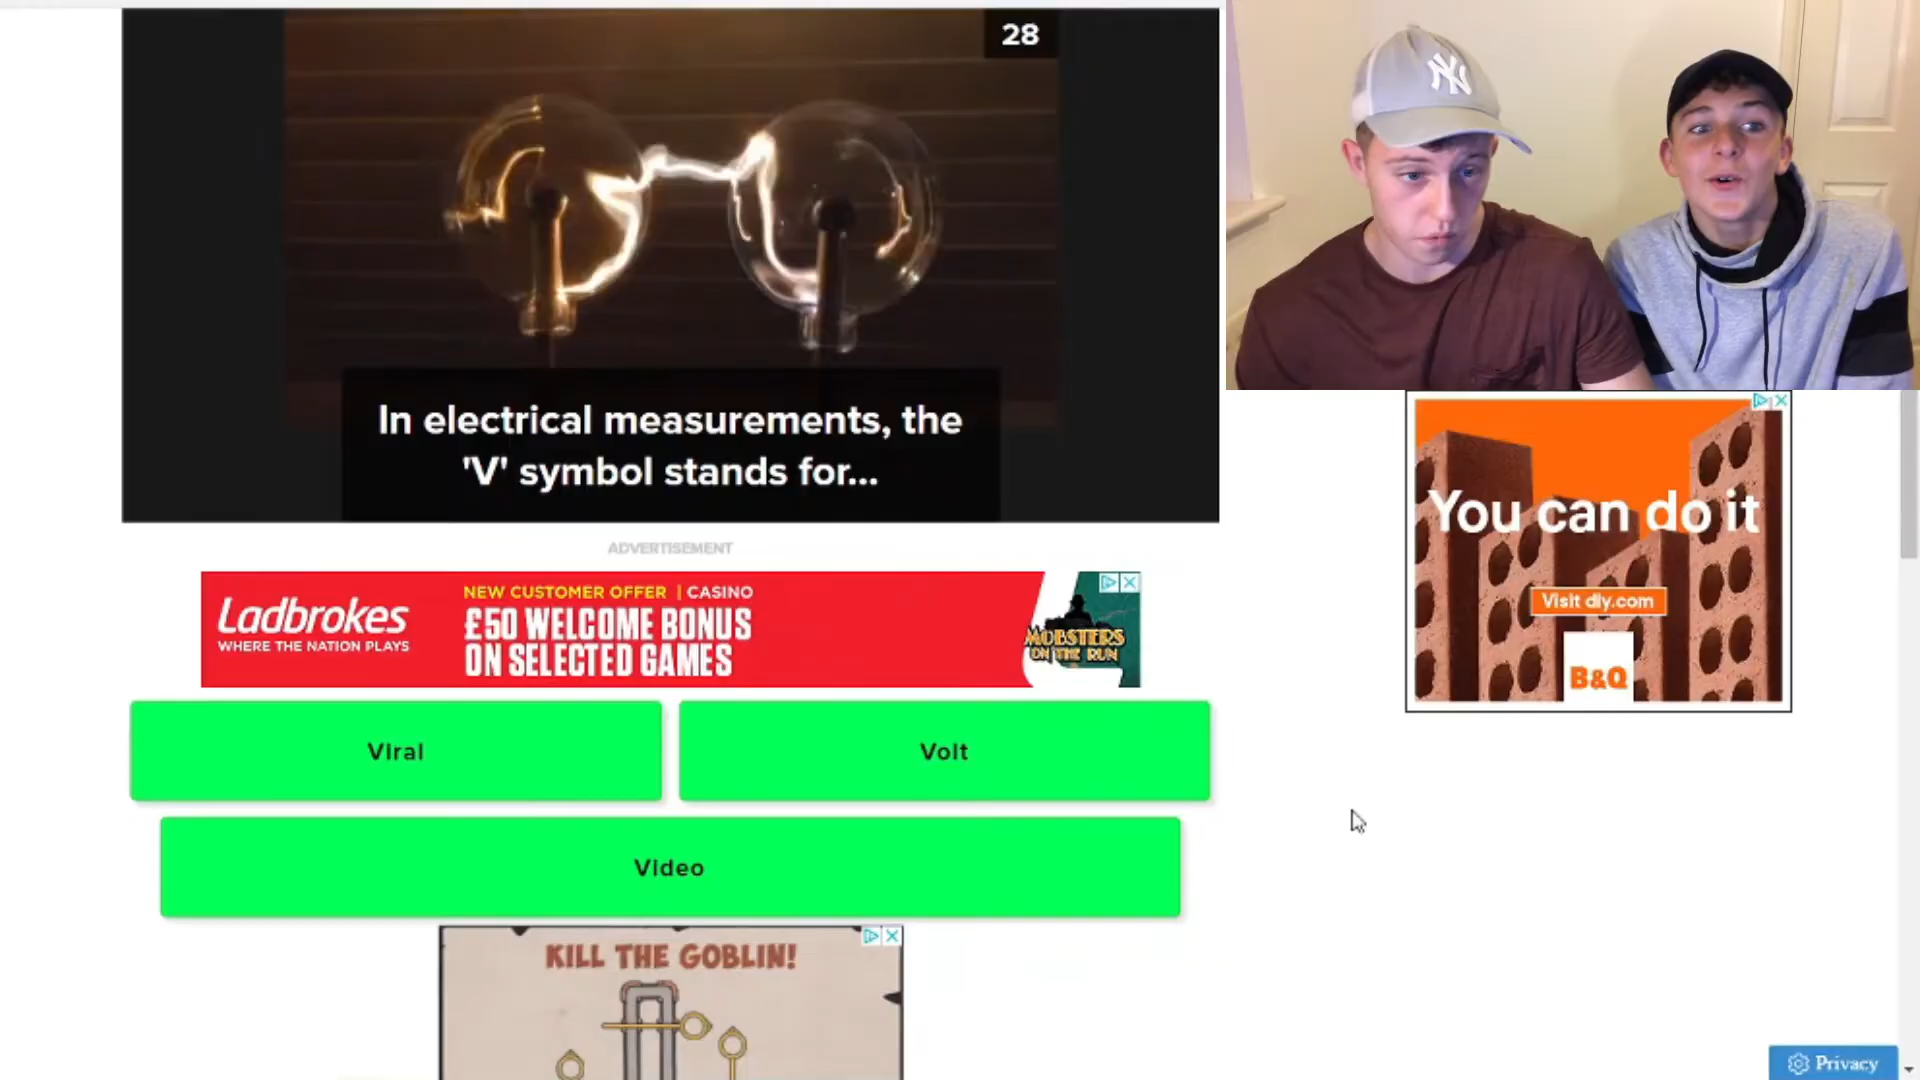 28
NY
In electrical measurements, the
'V' symbol stands for...
ADVERTISEMENT
Ladbrokes
WHERE THE NATION PLAYS
NEW CUSTOMER OFFER | CASINO
£50 WELCOME BONUS
ON SELECTED GAMES
MOBSTERS
ON THE RUN
You can do it
Visit diy.com
B&Q
Viral
Volt
Video
KILL THE GOBLIN!
Privacy